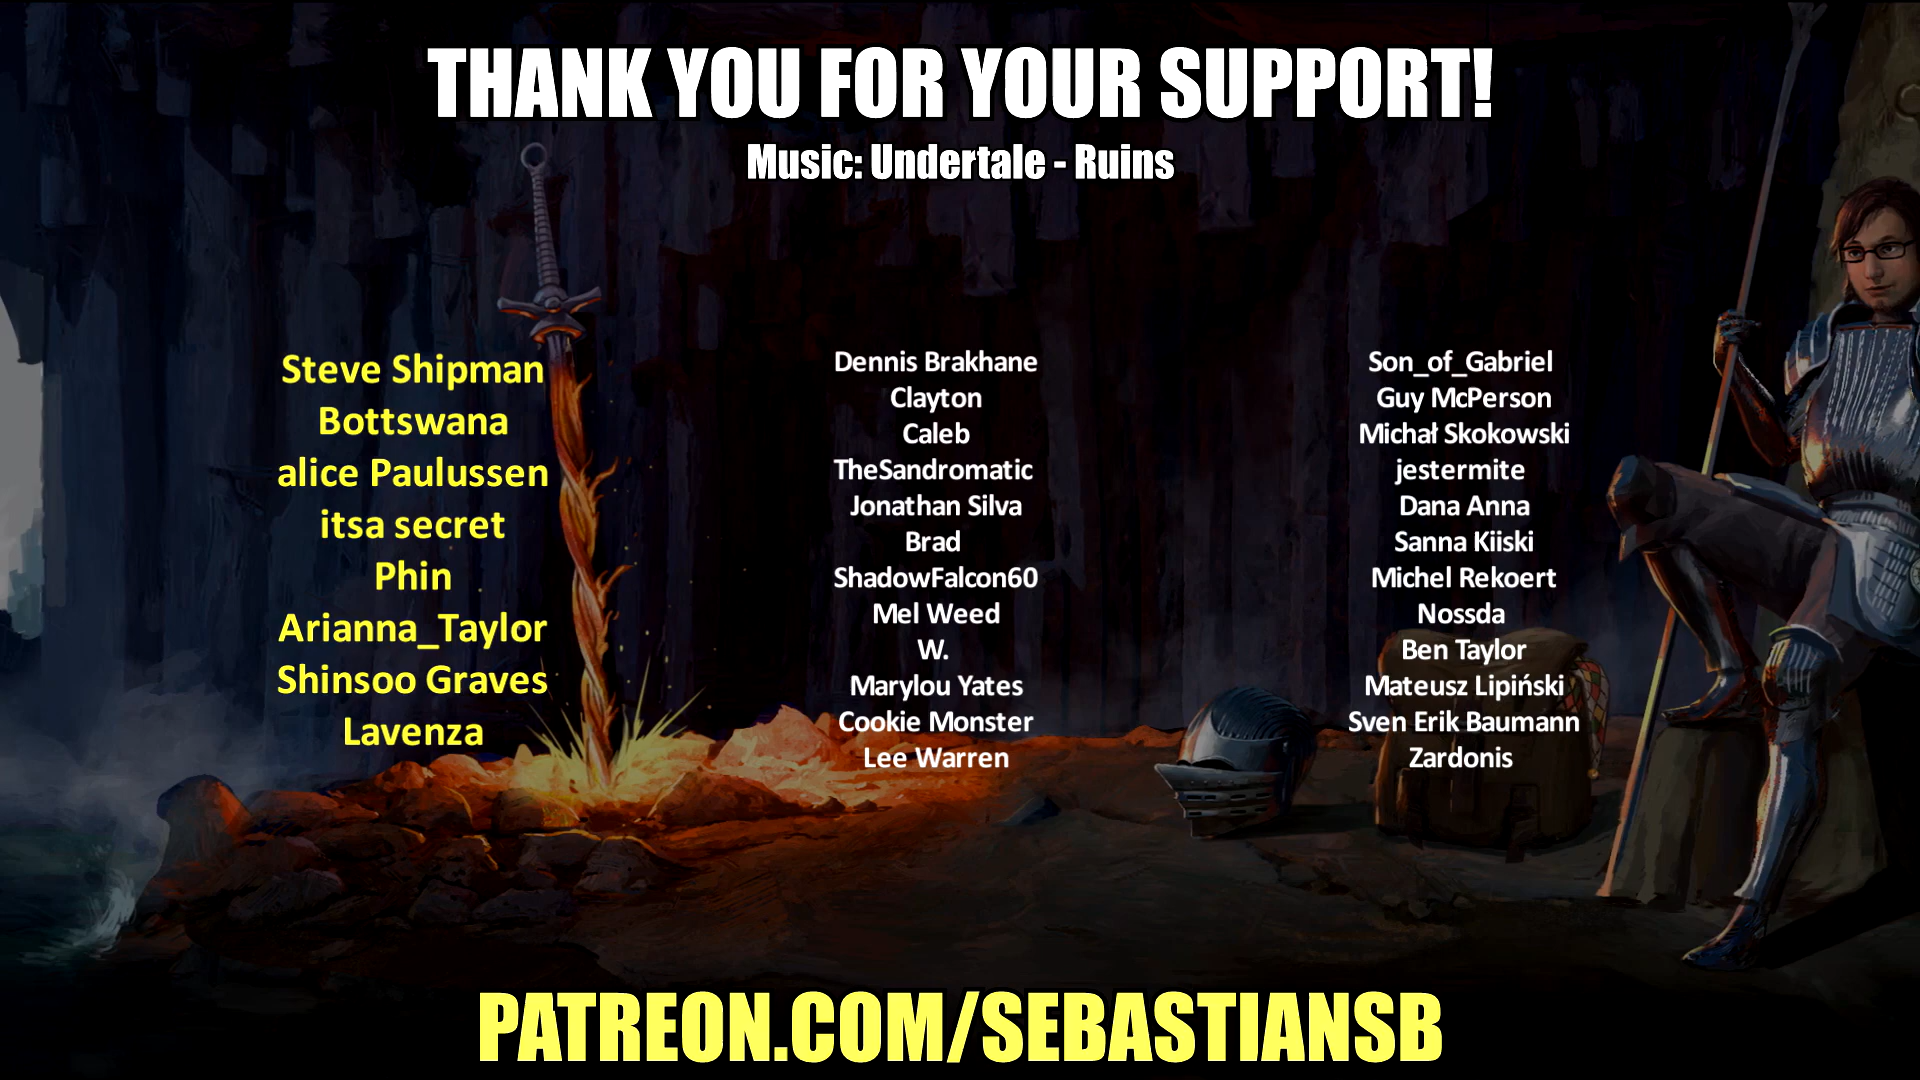 THANK YOU FOR YOUR SUPPORT!
Music: Undertale - Ruins
Steve Shipman
Bottswana
alice Paulussen
itsa secret
Phin
Arianna_Taylor
Shinsoo Graves
Lavenza
Dennis Brakhane
Clayton
Caleb
TheSandromatic
Jonathan Silva
Brad
ShadowFalcon60
Mel Weed
W.
Marylou Yates
Cookie Monster
Lee Warren
Son_of_Gabriel
Guy McPerson
Michał Skokowski
jestermite
Dana Anna
Sanna Kiiski
Michel Rekoert
Nossda
Ben Taylor
Mateusz Lipiński
Sven Erik Baumann
Zardonis
PATREON.COM/SEBASTIANSB